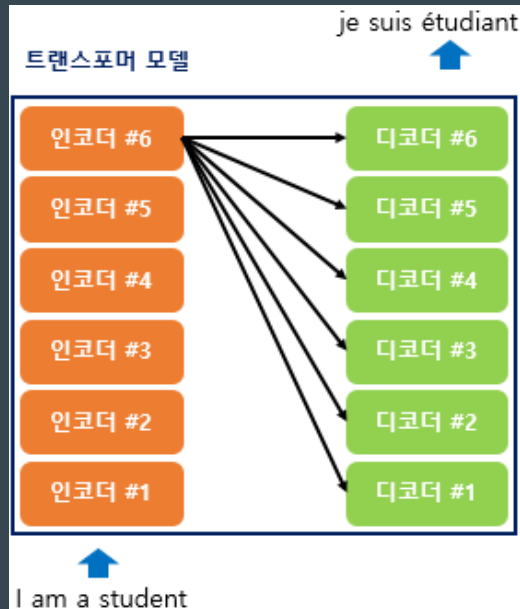 je suis étudiant
트랜스포머 모델
인코더 #6
디코더 #6
인코더 #5
디코더 #5
인코더 #4
디코더 #4
인코더 #3
디코더 #3
인코더 #2
디코더 #2
인코더 #1
디코더 #1
I am a student